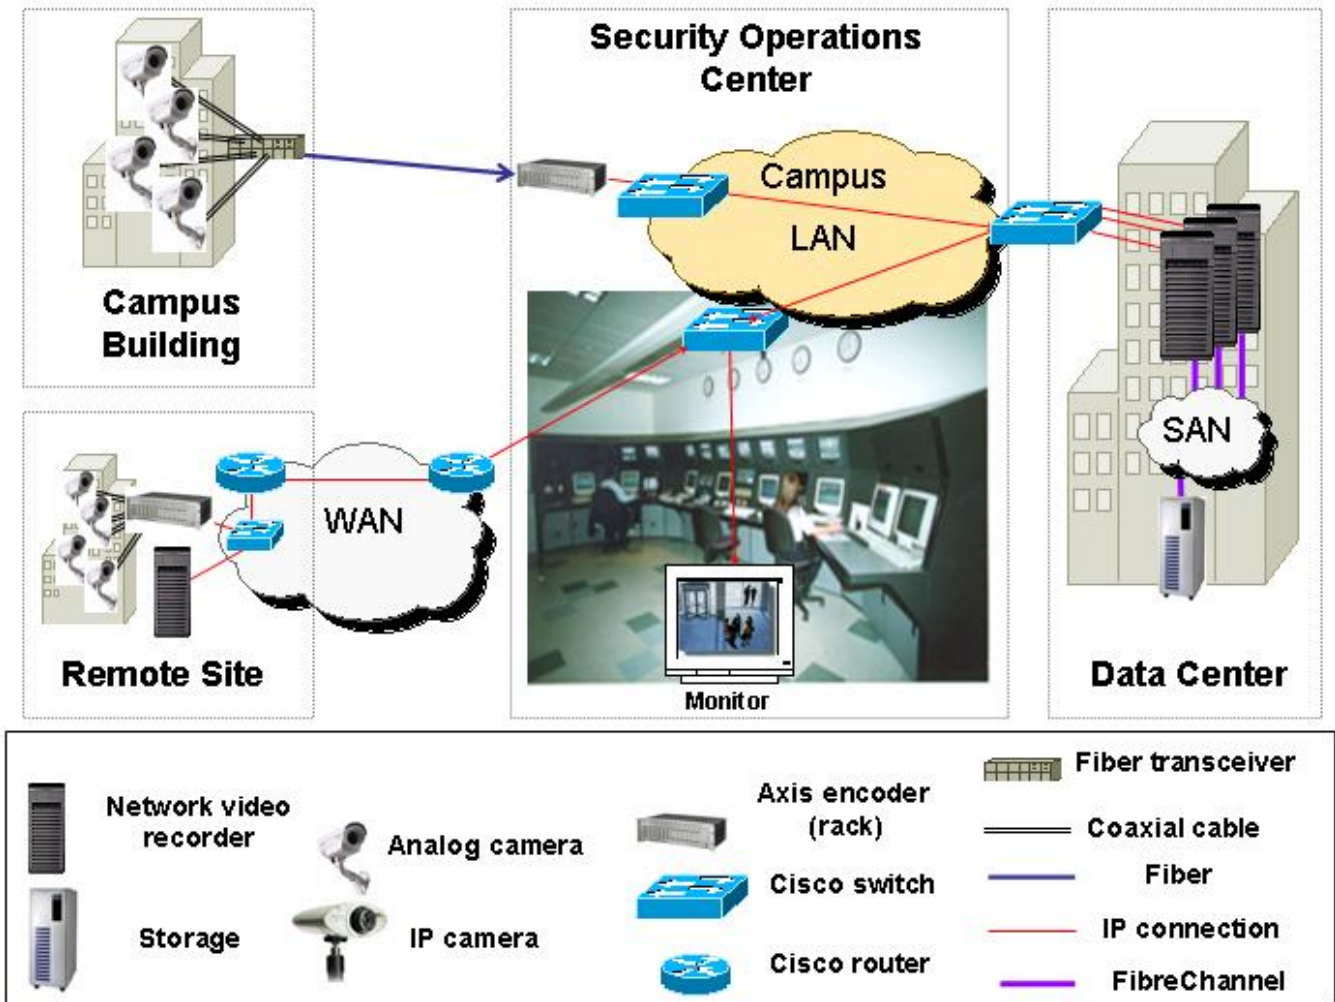 Security Operations
Center
Campus
LAN
Campus
Building
WAN
SAN
Remote Site
Monitor
Data Center
Network video
recorder
Analog camera
Storage
IP camera
Axis encoder
(rack)
Cisco switch
Cisco router
Fiber transceiver
Coaxial cable
Fiber
IP connection
FibreChannel